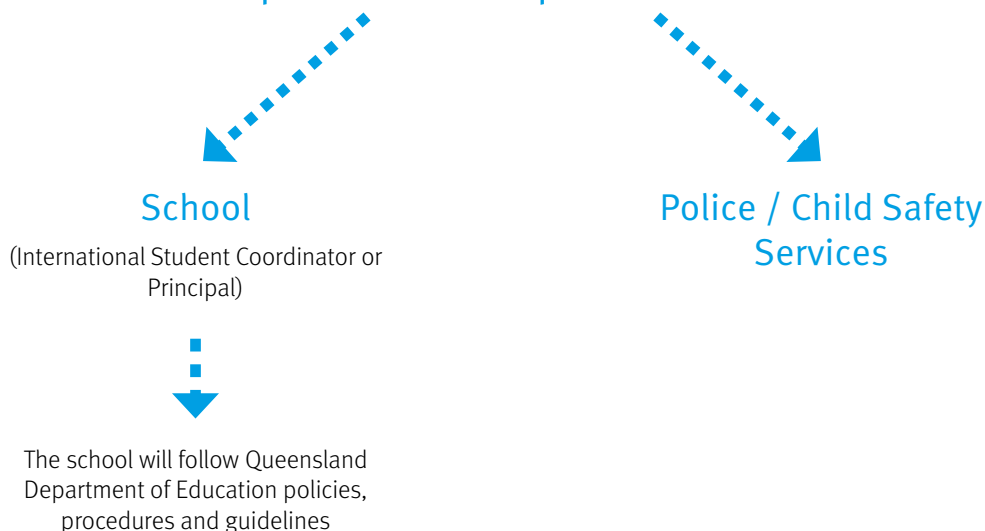 School
(International Student Coordinator or
Principal)
The school will follow Queensland
Department of Education policies,
procedures and guidelines
Police / Child Safety
Services